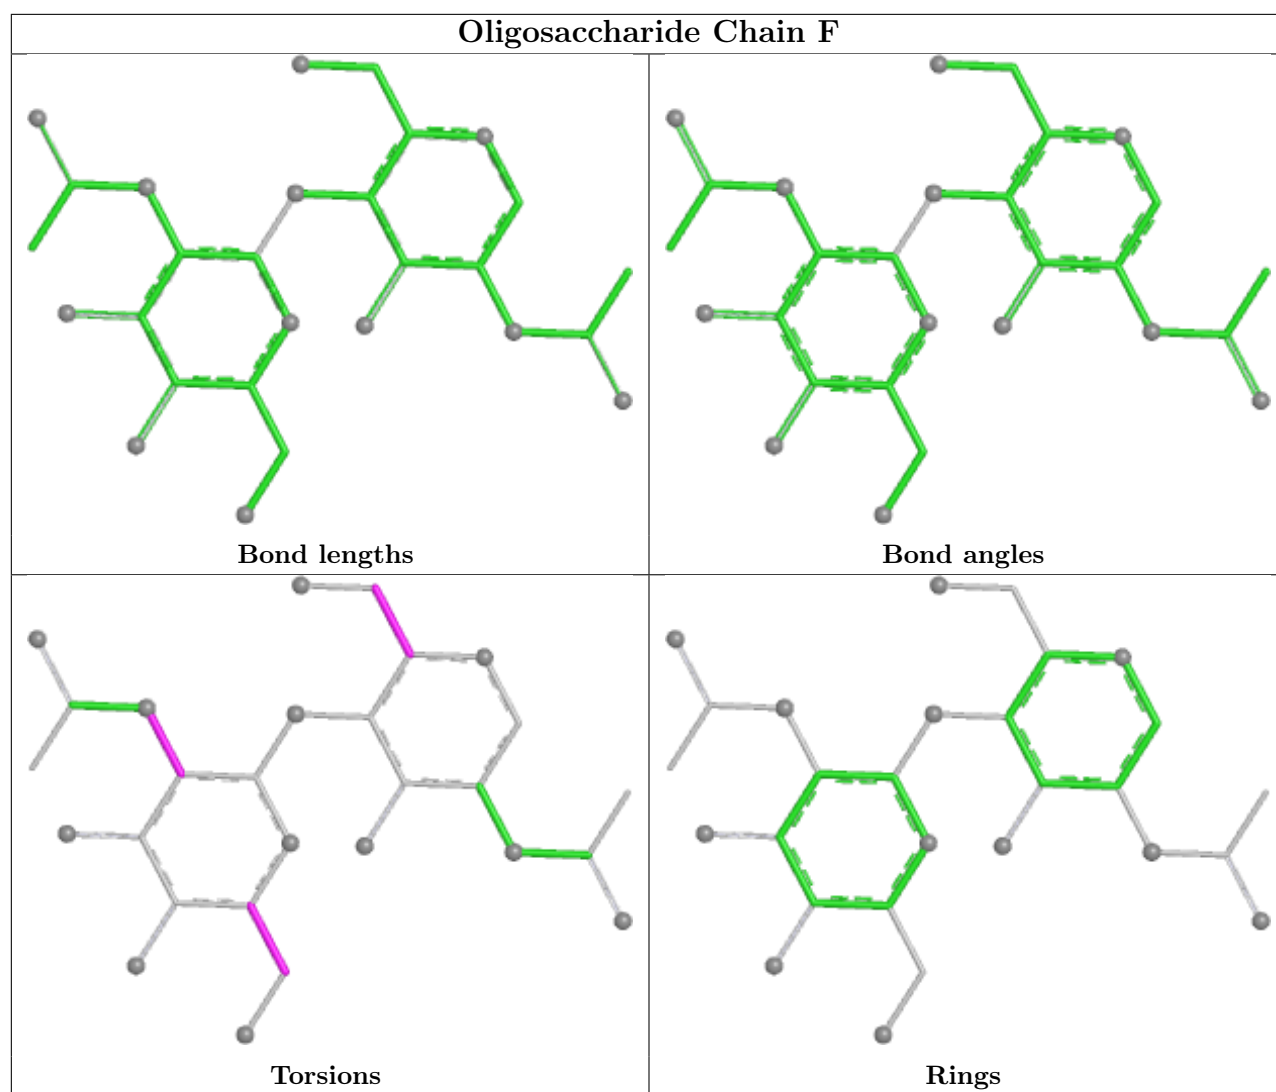 Oligosaccharide Chain F
Bond lengths
Bond angles
Torsions
Rings